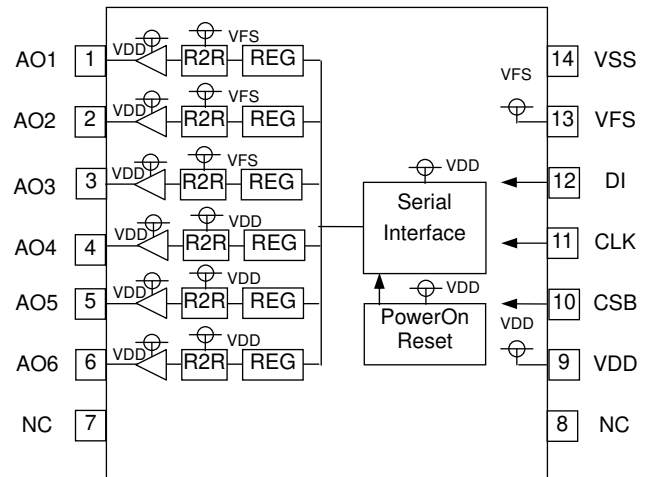 AO1 1 VDD R2R VFS REG 14 VSS
VFS
AO2 2 VDD R2R VFS REG 13 VFS
AO3 3 VDD R2R VFS REG VDD 12 DI
Serial
Interface
AO4 4 VDD R2R VDD REG 11 CLK
AO5 5 VDD R2R VDD REG VDD 10 CSB
PowerOn
Reset
VDD
AO6 6 VDD R2R VDD REG 9 VDD
NC 7 8 NC